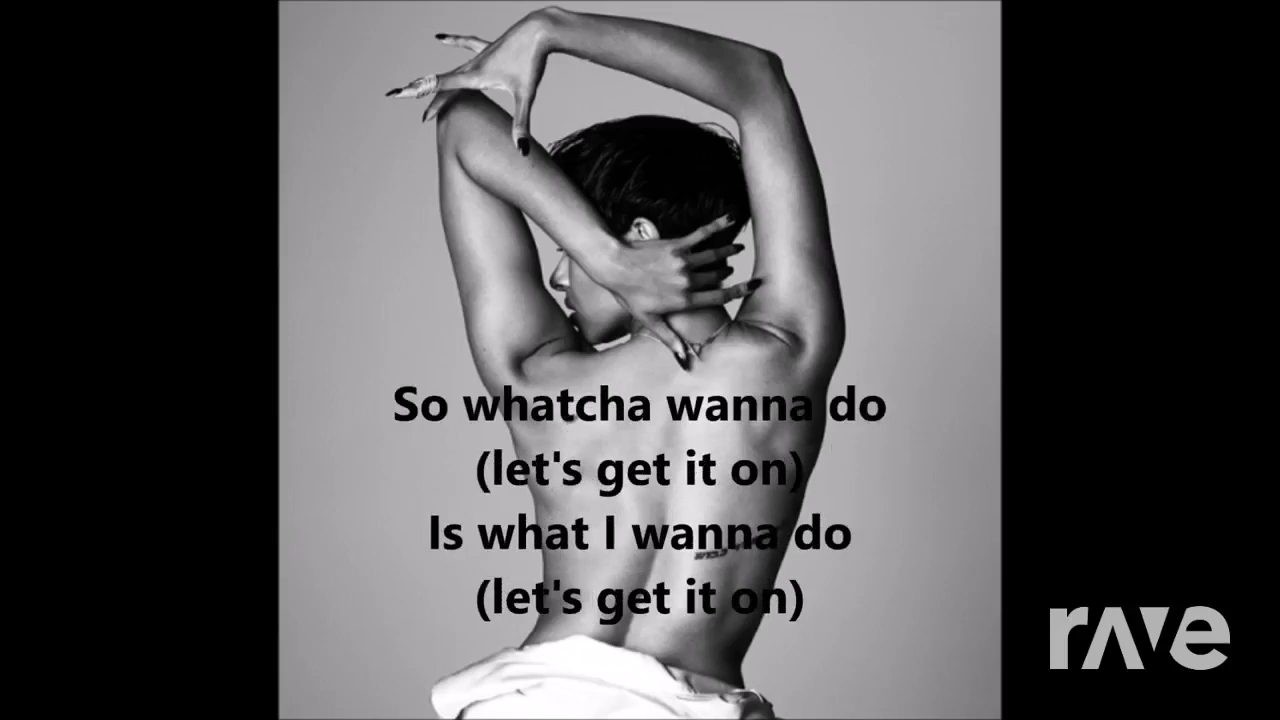 So whatcha wanna do
(let's get it on)
Is what I wanna do
(let's get it on)
rave